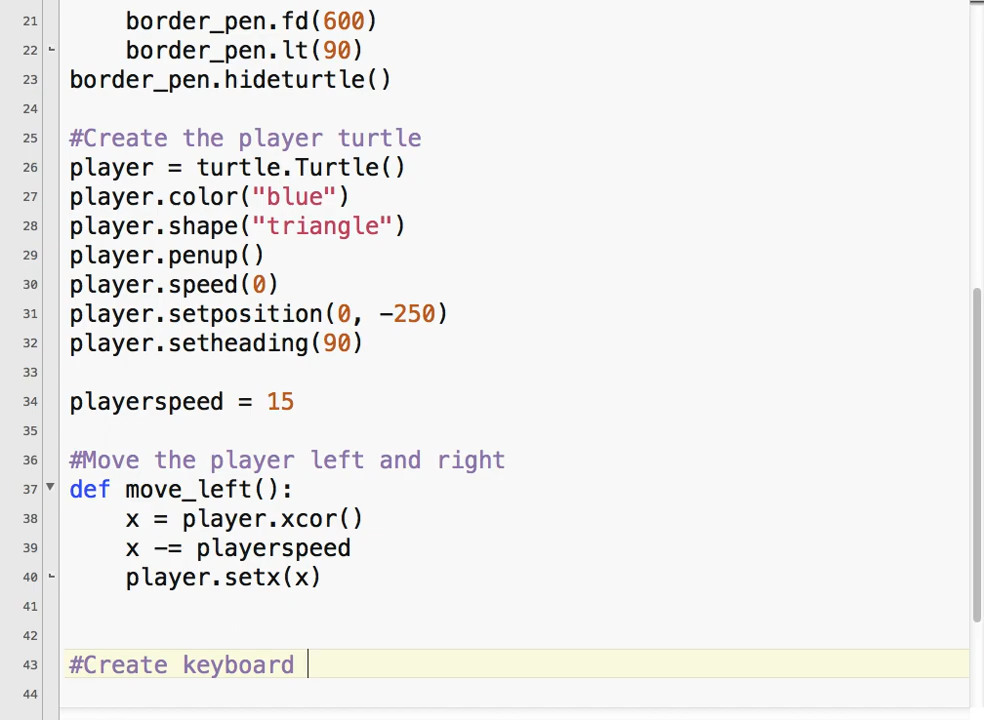 21 border_pen.fd(600)
22 border_pen.lt(90)
23 border_pen.hideturtle()
24
25 #Create the player turtle
26 player = turtle.Turtle()
27 player.color("blue")
28 player.shape("triangle")
29 player.penup()
30 player.speed(0)
31 player.setposition(0, -250)
32 player.setheading(90)
33
34 playerspeed = 15
35
36 #Move the player left and right
37 def move_left():
38 x = player.xcor()
39 x -= playerspeed
40 player.setx(x)
41
42
43 #Create keyboard
44